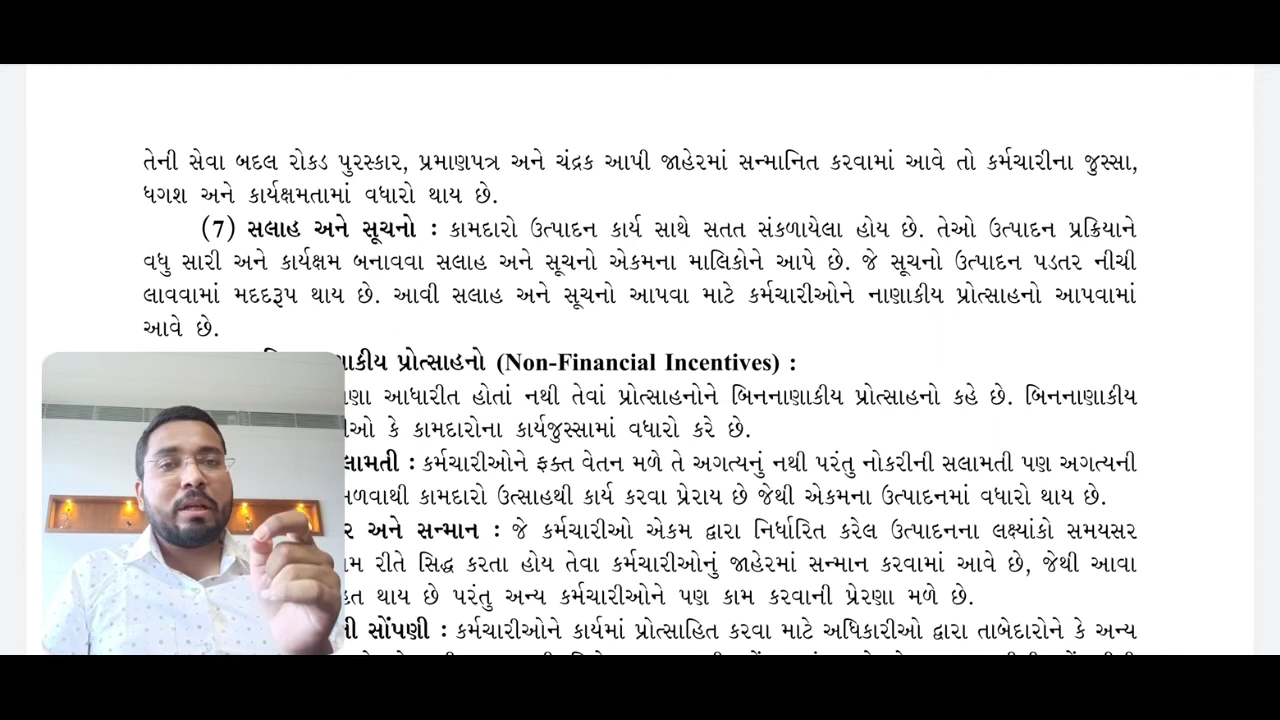 તેની સેવા બદલ રોકડ પુરસ્કાર, પ્રમાણપત્ર અને ચંદ્રક આપી જાહેરમાં સન્માનિત કરવામાં આવે તો કર્મચારીના જુસ્સા,
ધગશ અને કાર્યક્ષમતામાં વધારો થાય છે.
(7) સલાહ અને સૂચનો : કામદારો ઉત્પાદન કાર્ય સાથે સતત સંકળાયેલા હોય છે. તેઓ ઉત્પાદન પ્રક્રિયાને
વધુ સારી અને કાર્યક્ષમ બનાવવા સલાહ અને સૂચનો એકમના માલિકોને આપે છે. જે સૂચનો ઉત્પાદન પડતર નીચી
લાવવામાં મદદરૂપ થાય છે. આવી સલાહ અને સૂચનો આપવા માટે કર્મચારીઓને નાણાકીય પ્રોત્સાહનો આપવામાં
આવે છે.
પ્રોત્સાહનો (Non-Financial Incentives) :
આધારીત હોતાં નથી તેવાં પ્રોત્સાહનોને બિનનાણાકીય પ્રોત્સાહનો કહે છે. બિનનાણાકીય
કે કામદારોના કાર્યજુસ્સામાં વધારો કરે છે.
: કર્મચારીઓને ફક્ત વેતન મળે તે અગત્યનું નથી પરંતુ નોકરીની સલામતી પણ અગત્યની
કામદારો ઉત્સાહથી કાર્ય કરવા પ્રેરાય છે જેથી એકમના ઉત્પાદનમાં વધારો થાય છે.
અને સન્માન : જે કર્મચારીઓ એકમ દ્વારા નિર્ધારિત કરેલ ઉત્પાદનના લક્ષ્યાંકો સમયસર
રીતે સિદ્ધ કરતા હોય તેવા કર્મચારીઓનું જાહેરમાં સન્માન કરવામાં આવે છે, જેથી આવા
થાય છે પરંતુ અન્ય કર્મચારીઓને પણ કામ કરવાની પ્રેરણા મળે છે.
સોંપણી : કર્મચારીઓને કાર્યમાં પ્રોત્સાહિત કરવા માટે અધિકારીઓ દ્વારા તાબેદારોને કે અન્ય